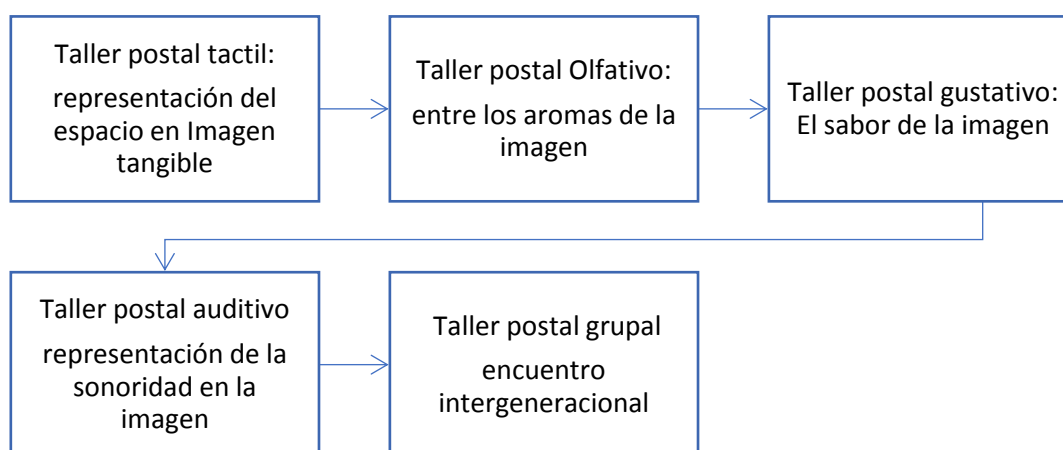 Taller postal tactil:
representación del
espacio en Imagen
tangible
Taller postal Olfativo:
entre los aromas de la
imagen
Taller postal gustativo:
El sabor de la imagen
Taller postal auditivo
representación de la
sonoridad en la
imagen
Taller postal grupal
encuentro
intergeneracional